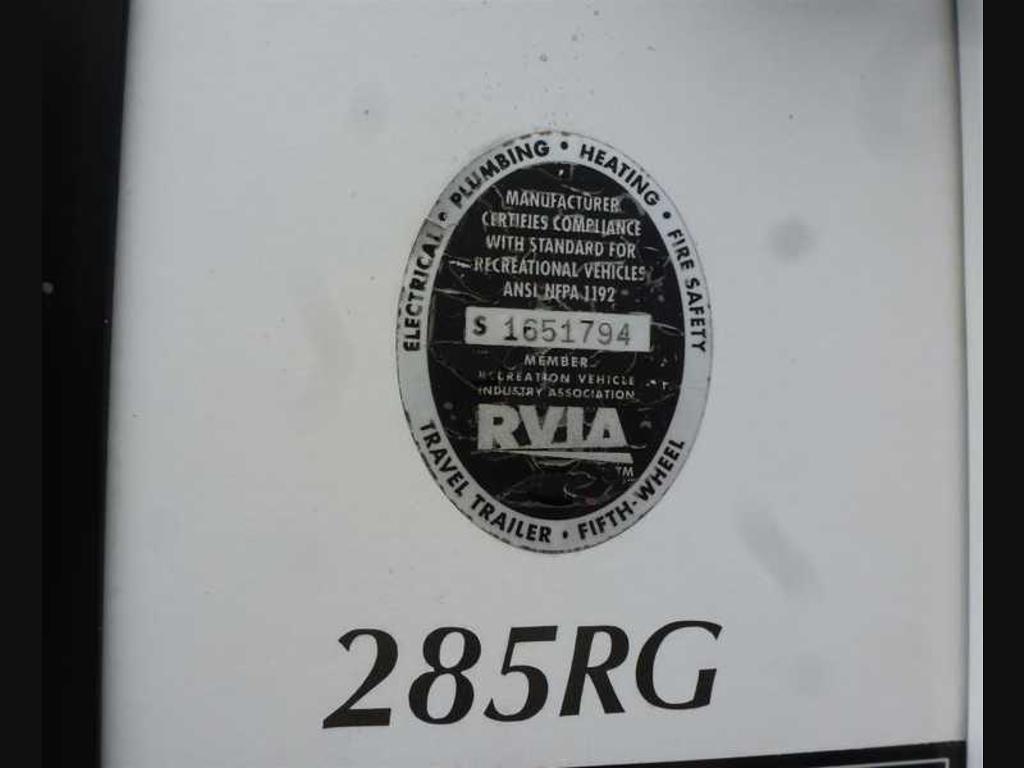 ELECTRICAL • PLUMBING • HEATING • FIRE SAFETY
MANUFACTURER
CERTIFIES COMPLIANCE
WITH STANDARD FOR
RECREATIONAL VEHICLES
ANSI NFPA 1192
S 1651794
MEMBER
RECREATION VEHICLE
INDUSTRY ASSOCIATION
RVIA
TM
TRAVEL TRAILER • FIFTH-WHEEL
285RG